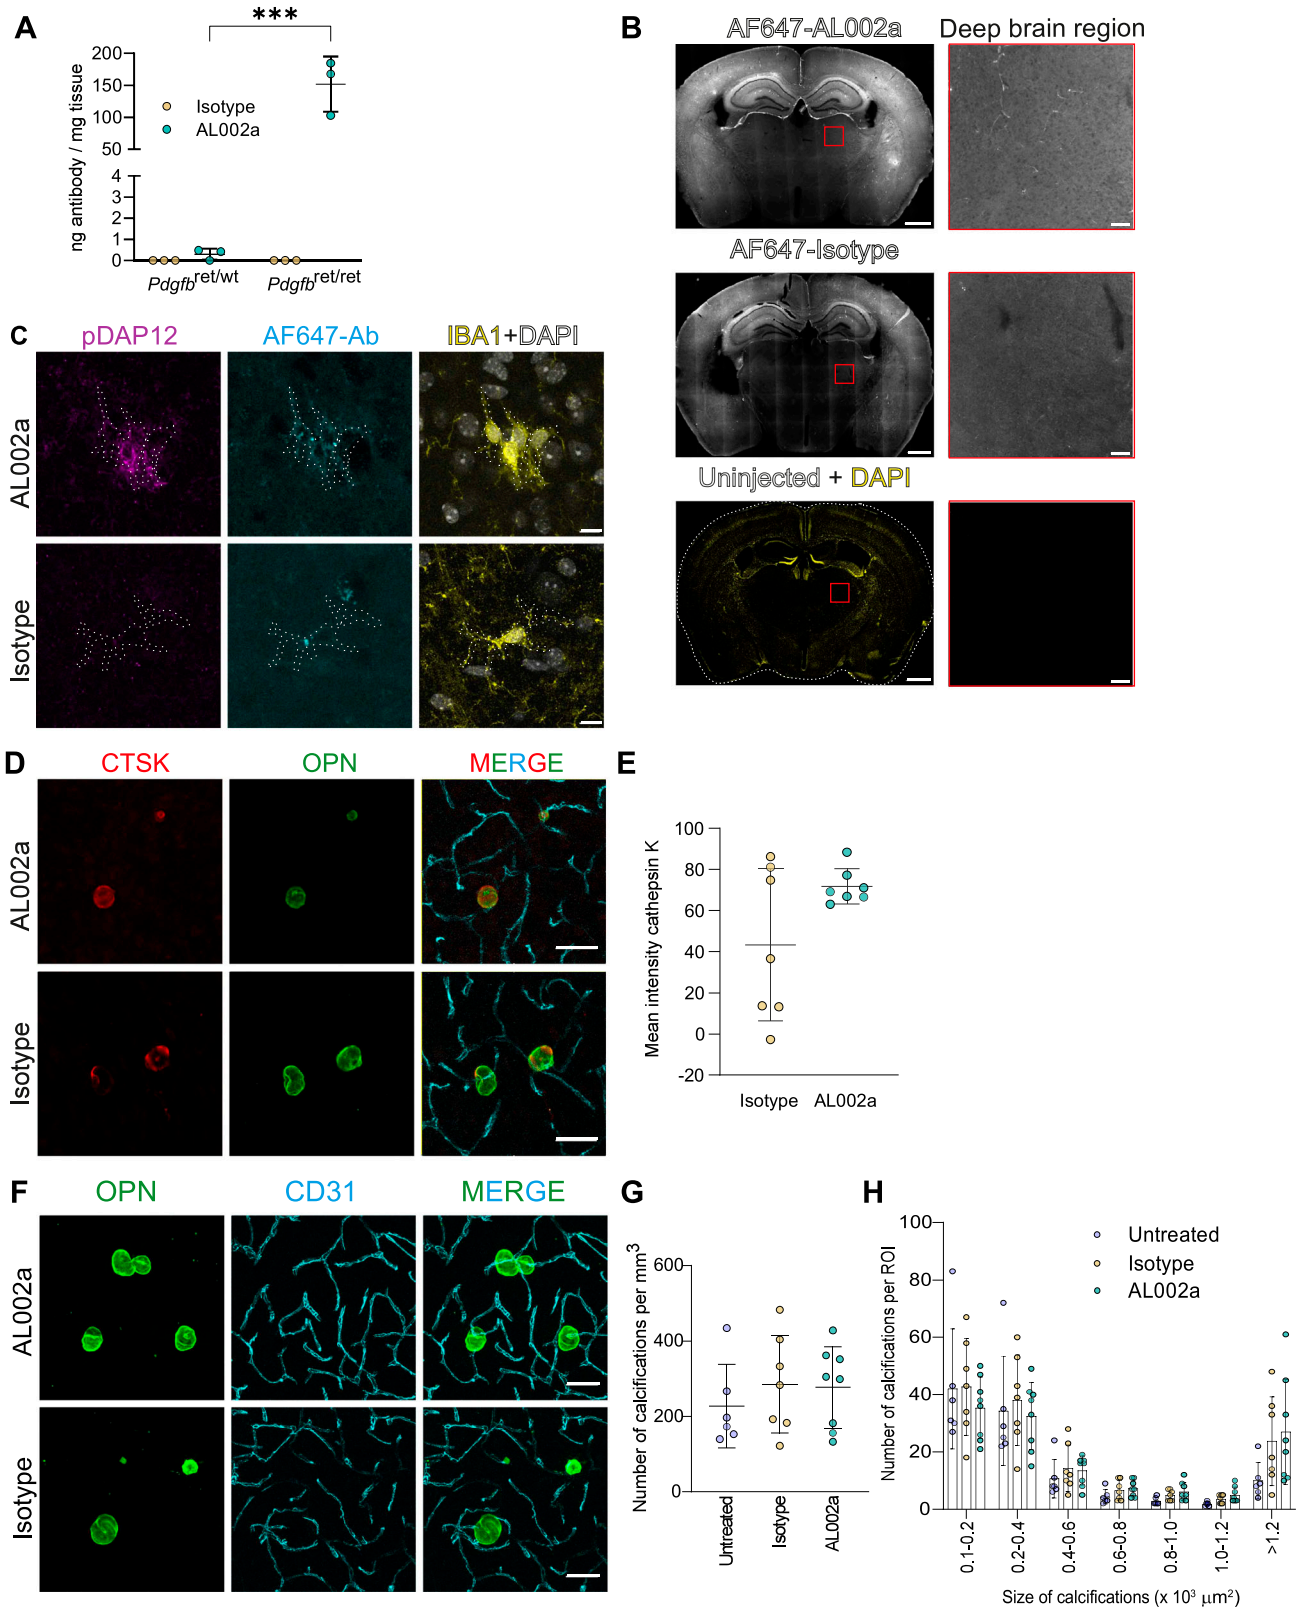 A
***
ng antibody / mg tissue
200
150
100
50
4
3
2
1
0
Isotype
AL002a
Pdgfb^ret/wt
Pdgfb^ret/ret
B
AF647-AL002a
Deep brain region
AF647-Isotype
Uninjected + DAPI
C
pDAP12
AF647-Ab
IBA1+DAPI
AL002a
Isotype
D
CTSK
OPN
MERGE
AL002a
Isotype
E
Mean intensity cathepsin K
100
80
60
40
20
0
-20
Isotype
AL002a
F
OPN
CD31
MERGE
AL002a
Isotype
G
Number of calcifications per mm³
600
400
200
0
Untreated
Isotype
AL002a
H
Number of calcifications per ROI
100
80
60
40
20
0
Untreated
Isotype
AL002a
0.1-0.2
0.2-0.4
0.4-0.6
0.6-0.8
0.8-1.0
1.0-1.2
>1.2
Size of calcifications (x 10³ µm²)